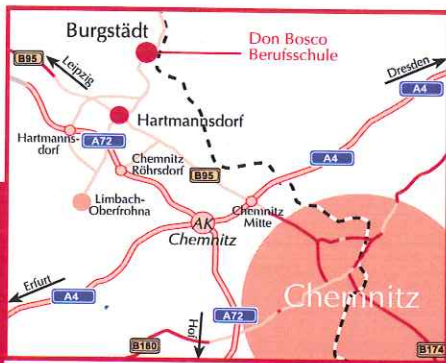 Burgstädt
Don Bosco
Berufsschule
B95
Leipzig
Dresden
A4
Hartmannsdorf
Hartmanns-
dorf
A72
A4
Chemnitz
Röhrsdorf
B95
Limbach-
Oberfrohna
Chemnitz
Mitte
AK
Chemnitz
Erfurt
Chemnitz
A4
Hof
A72
B180
B174